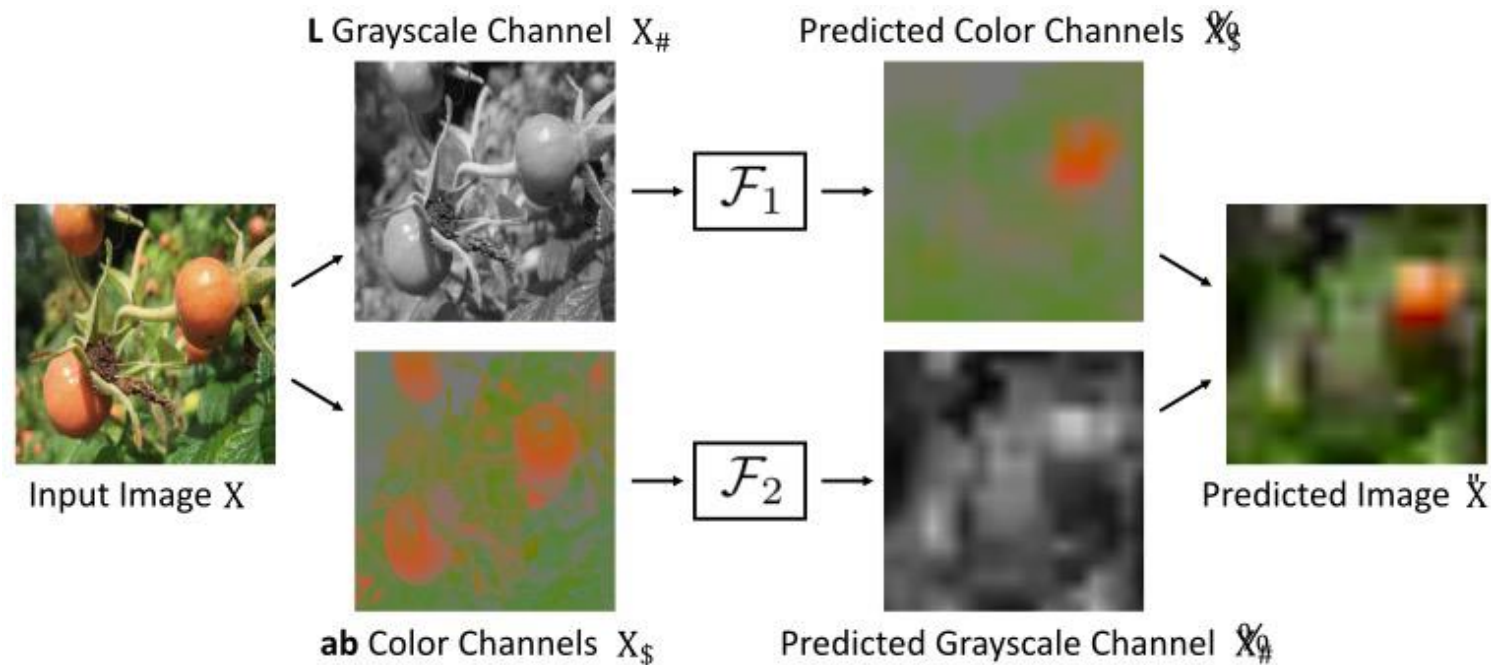 L Grayscale Channel X#
Predicted Color Channels X̂$
F1
Input Image X
F2
Predicted Image X̂
ab Color Channels X$
Predicted Grayscale Channel X̂#